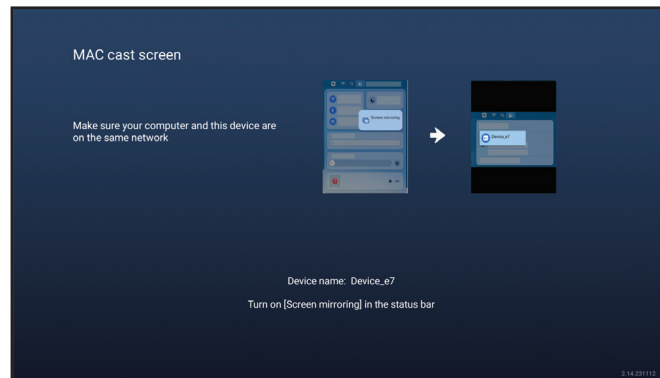 MAC cast screen
Make sure your computer and this device are
on the same network
Screen mirroring
Device_e7
Device name: Device_e7
Turn on [Screen mirroring] in the status bar
2.14.231112